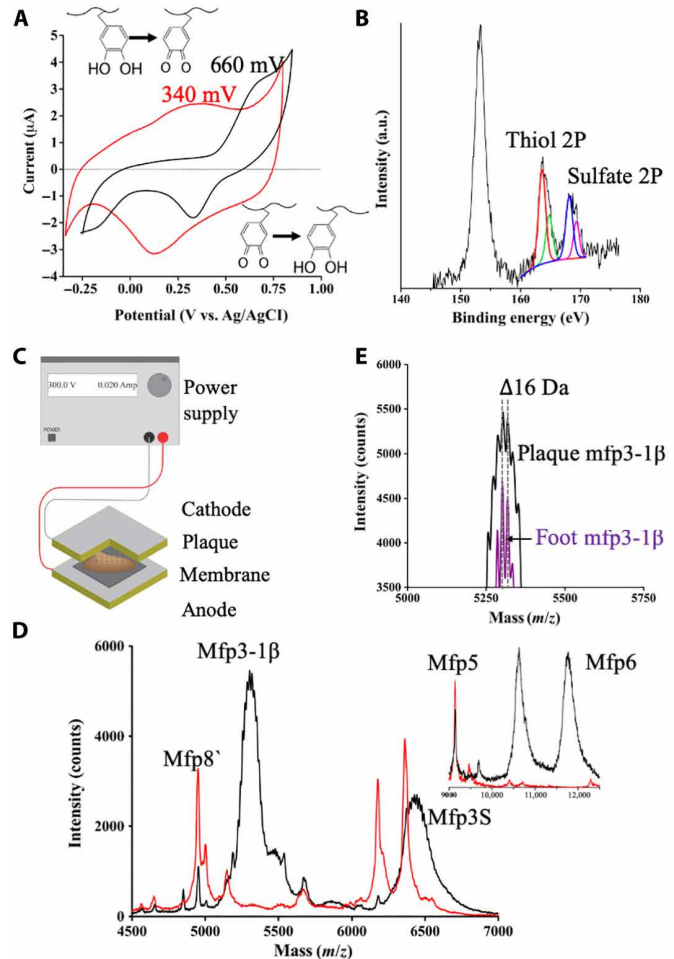 A
HO OH
O O
660 mV
340 mV
O O
HO OH
Current (µA)
5
4
3
2
1
0
−1
−2
−3
−4
−0.25 0.00 0.25 0.50 0.75 1.00
Potential (V vs. Ag/AgCI)
B
Thiol 2P
Sulfate 2P
Intensity (a.u.)
140 150 160 170 180
Binding energy (eV)
C
300.0 V 0.020 Amp
POWER
Power
supply
Cathode
Plaque
Membrane
Anode
E
Δ16 Da
Plaque mfp3-1β
Foot mfp3-1β
Intensity (counts)
6000
5500
5000
4500
4000
3500
5000 5250 5500 5750
Mass (m/z)
D
Mfp3-1β
Mfp8`
Mfp3S
Mfp5
Mfp6
9000 10,000 11,000 12,000
Intensity (counts)
6000
4000
2000
0
4500 5000 5500 6000 6500 7000
Mass (m/z)